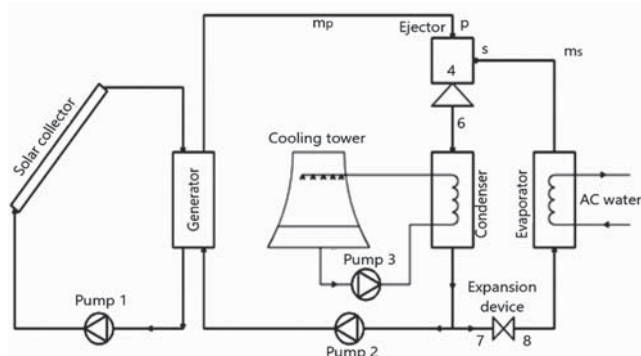 mp
Ejector
p
s
ms
4
6
Solar collector
Generator
Cooling tower
Condenser
Evaporator
AC water
Pump 3
Pump 1
Pump 2
Expansion
device
7
8